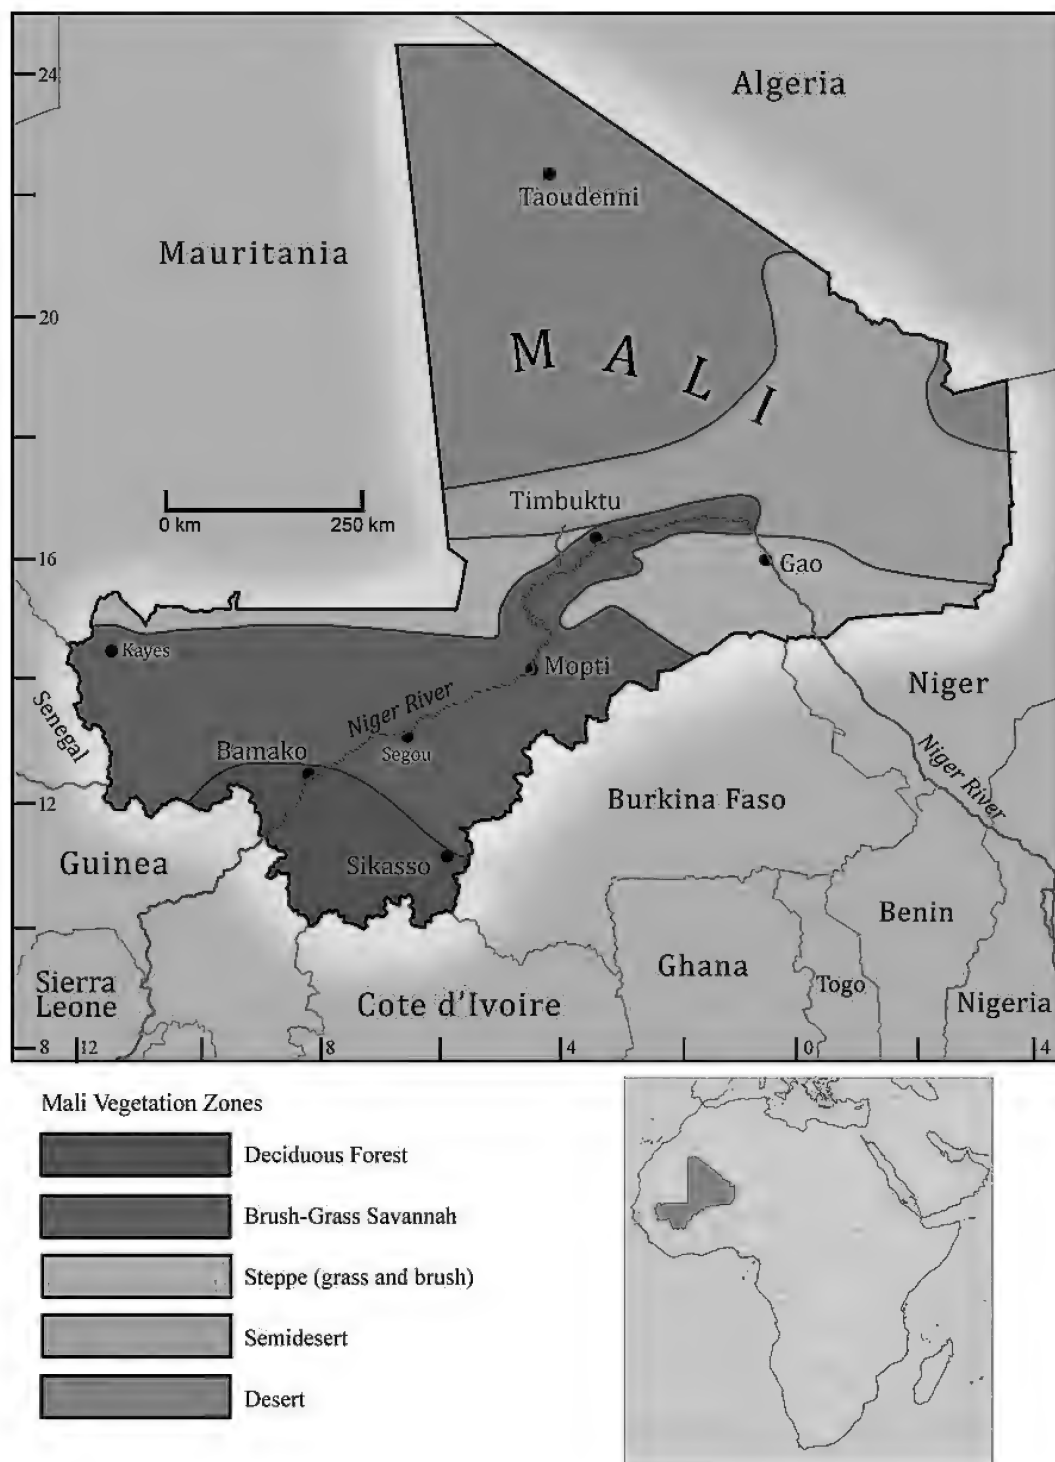 24
Algeria
Taoudenni
Mauritania
20
M A L I
Timbuktu
0 km
250 km
16
Gao
Kayes
Mopti
Senegal
Niger River
Niger
Segou
Bamako
Niger River
12
Burkina Faso
Guinea
Sikasso
Benin
Ghana
Sierra
Leone
Togo
Cote d'Ivoire
Nigeria
8
12
8
4
0
4
Mali Vegetation Zones
Deciduous Forest
Brush-Grass Savannah
Steppe (grass and brush)
Semidesert
Desert